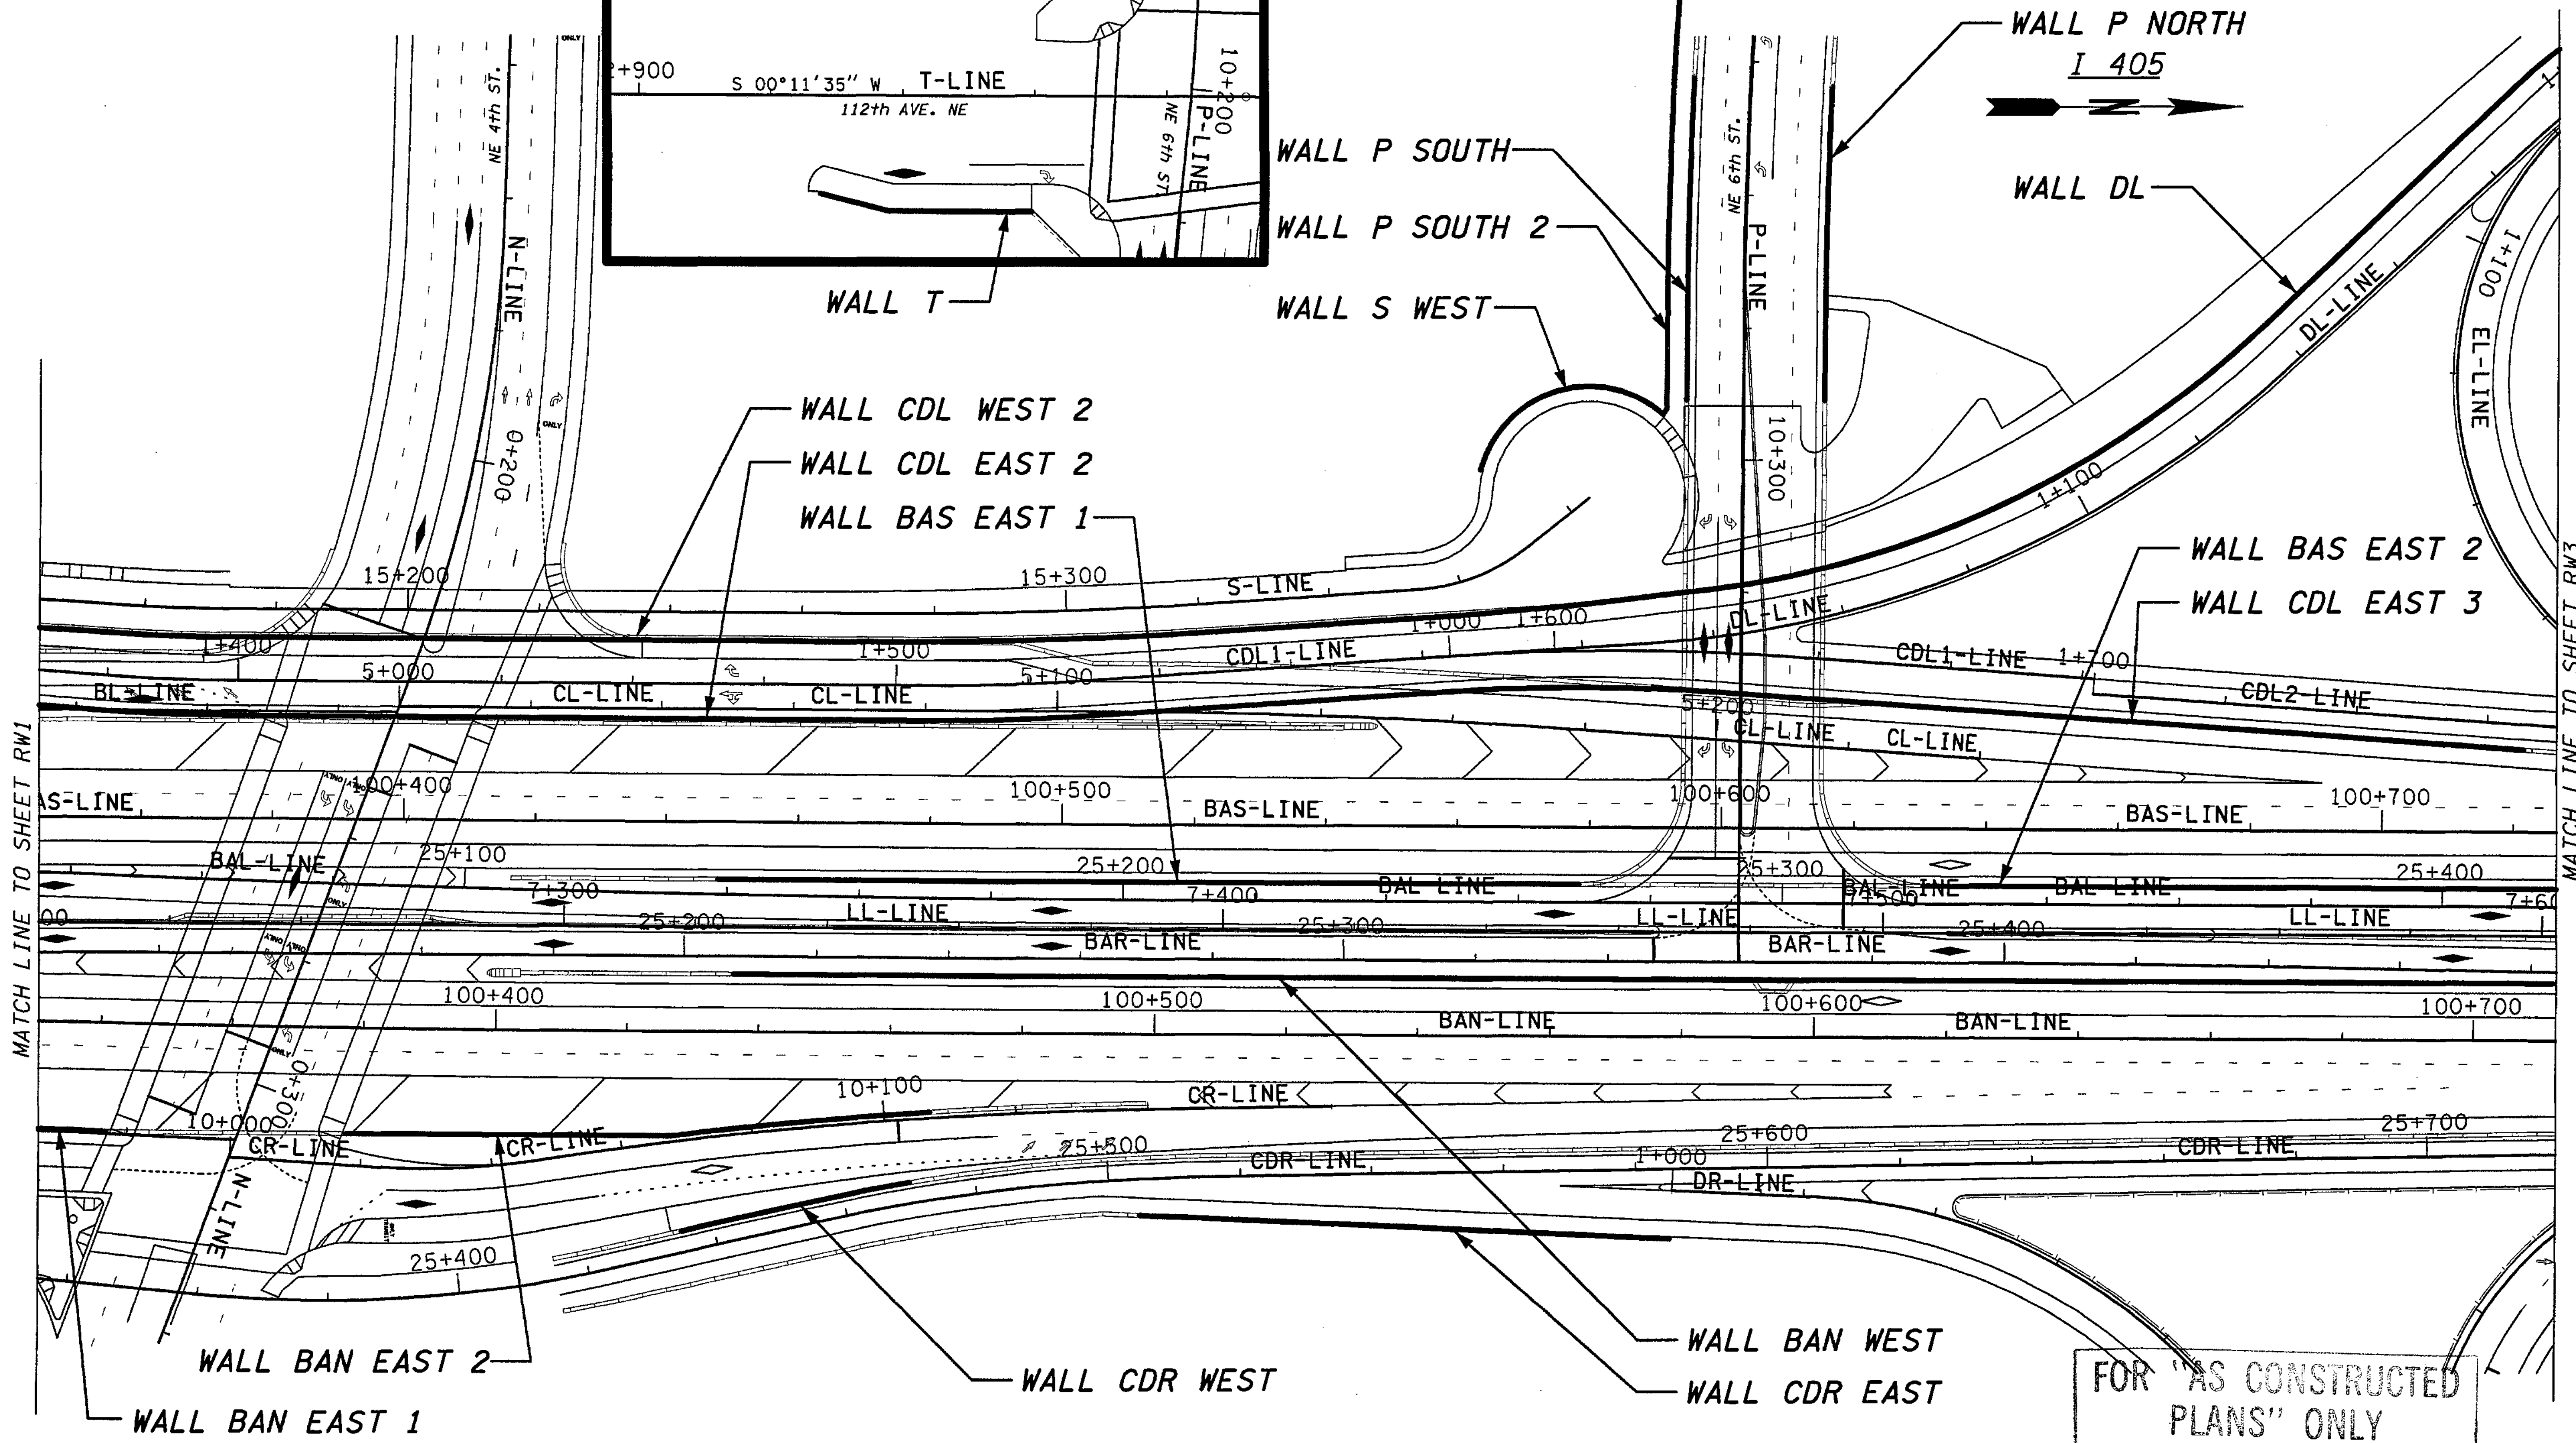 WALL P NORTH
I 405
N
ONLY
2+900
S 00°11'35" W
T-LINE
112th AVE. NE
10+200
P-LINE
NE 6th ST.
NE 4th ST.
N-LINE
NE 6th ST.
P-LINE
WALL P SOUTH
WALL P SOUTH 2
WALL S WEST
WALL T
WALL DL
DL-LINE
1+100
EL-LINE
WALL CDL WEST 2
WALL CDL EAST 2
WALL BAS EAST 1
0+200
ONLY
10+300
1+100
WALL BAS EAST 2
WALL CDL EAST 3
15+200
15+300
S-LINE
1+400
1+500
CDL1-LINE
1+000
1+600
DL-LINE
CDL1-LINE
1+700
CDL2-LINE
BL-LINE
5+000
CL-LINE
CL-LINE
5+100
5+200
CL-LINE
CL-LINE
MATCH LINE TO SHEET RW1
MATCH LINE TO SHEET RW3
AS-LINE
ONLY
ONLY
100+400
100+500
BAS-LINE
100+600
BAS-LINE
100+700
BAL-LINE
25+100
25+200
BAL LINE
25+300
BAL-LINE
BAL LINE
25+400
7+300
7+400
7+500
7+60
ONLY
00
25+200
LL-LINE
25+300
LL-LINE
25+400
LL-LINE
BAR-LINE
BAR-LINE
ONLY
ONLY
100+400
100+500
100+600
100+700
BAN-LINE
BAN-LINE
ONLY
0+300
10+000
10+100
CR-LINE
CR-LINE
CR-LINE
25+500
CDR-LINE
25+600
CDR-LINE
25+700
1+000
DR-LINE
N-LINE
25+400
WALL BAN EAST 2
WALL BAN EAST 1
WALL CDR WEST
WALL BAN WEST
WALL CDR EAST
FOR "AS CONSTRUCTED
PLANS" ONLY